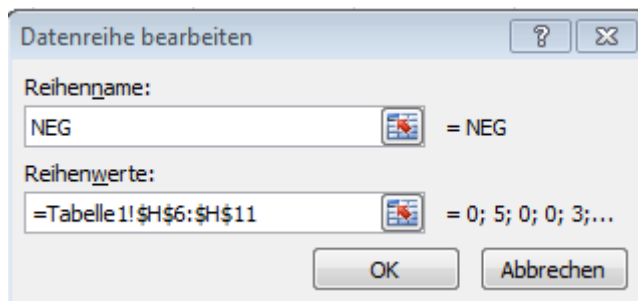 Datenreihe bearbeiten
Reihenname:
NEG = NEG
Reihenwerte:
=Tabelle1!$H$6:$H$11 = 0; 5; 0; 0; 3;...
OK Abbrechen